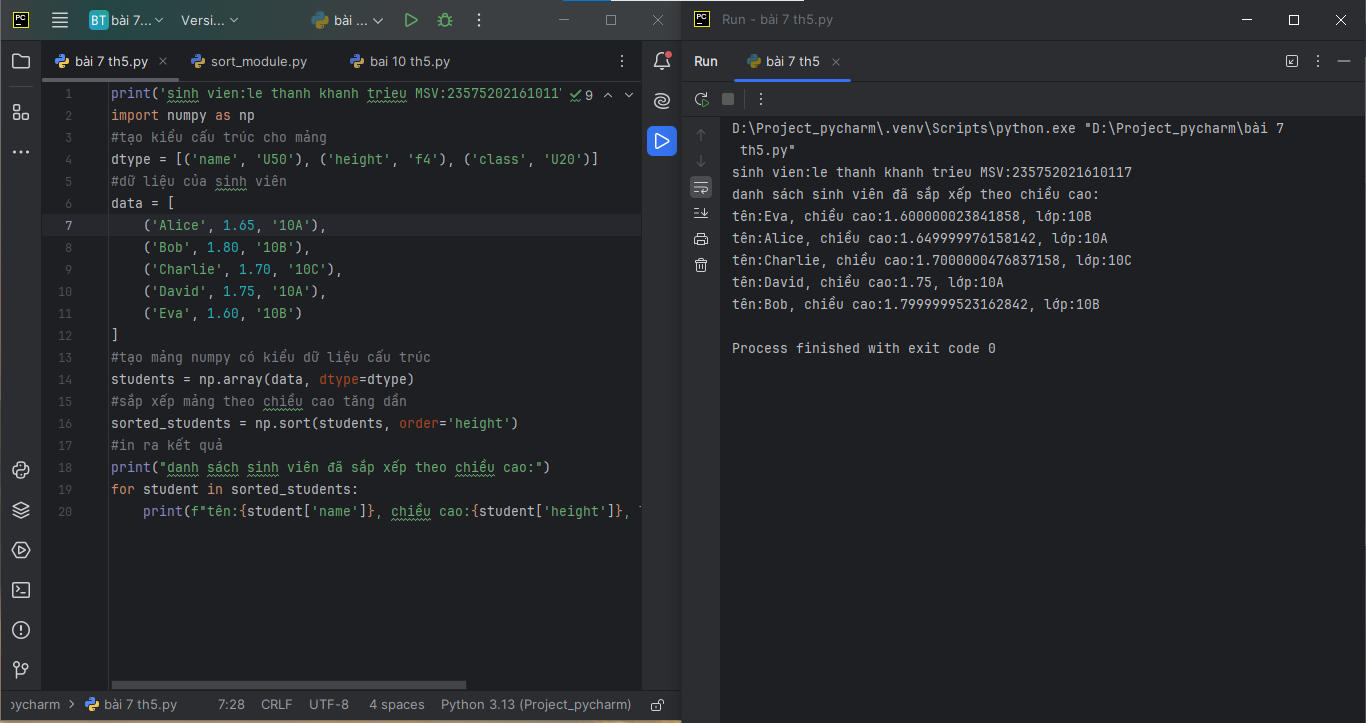 PC
BT bài 7... Versi... bài ...
Run - bài 7 th5.py
bài 7 th5.py sort_module.py bai 10 th5.py
Run bài 7 th5
1 print('sinh vien:le thanh khanh trieu MSV:235752021610117
9
2 import numpy as np
3 #tạo kiểu cấu trúc cho mảng
4 dtype = [('name', 'U50'), ('height', 'f4'), ('class', 'U20')]
5 #dữ liệu của sinh viên
6 data = [
7 ('Alice', 1.65, '10A'),
8 ('Bob', 1.80, '10B'),
9 ('Charlie', 1.70, '10C'),
10 ('David', 1.75, '10A'),
11 ('Eva', 1.60, '10B')
12 ]
13 #tạo mảng numpy có kiểu dữ liệu cấu trúc
14 students = np.array(data, dtype=dtype)
15 #sắp xếp mảng theo chiều cao tăng dần
16 sorted_students = np.sort(students, order='height')
17 #in ra kết quả
18 print("danh sách sinh viên đã sắp xếp theo chiều cao:")
19 for student in sorted_students:
20 print(f"tên:{student['name']}, chiều cao:{student['height']},
D:\Project_pycharm\.venv\Scripts\python.exe "D:\Project_pycharm\bài 7
th5.py"
sinh vien:le thanh khanh trieu MSV:235752021610117
danh sách sinh viên đã sắp xếp theo chiều cao:
tên:Eva, chiều cao:1.600000023841858, lớp:10B
tên:Alice, chiều cao:1.649999976158142, lớp:10A
tên:Charlie, chiều cao:1.7000000476837158, lớp:10C
tên:David, chiều cao:1.75, lớp:10A
tên:Bob, chiều cao:1.7999999523162842, lớp:10B
Process finished with exit code 0
pycharm > bài 7 th5.py 7:28 CRLF UTF-8 4 spaces Python 3.13 (Project_pycharm)